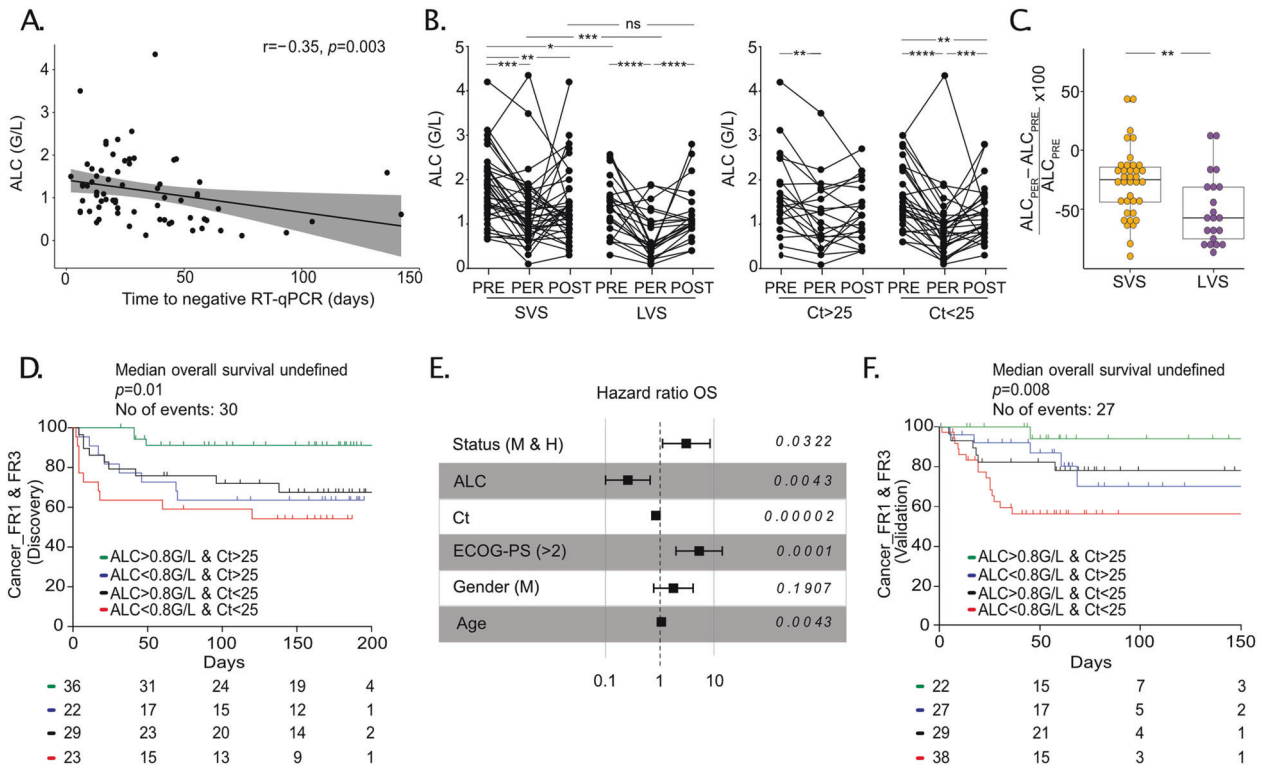 A.
r=−0.35, p=0.003
ALC (G/L)
4
3
2
1
0
0
50
100
150
Time to negative RT-qPCR (days)
B.
ns
***
*
**
***
****
****
ALC (G/L)
5
4
3
2
1
0
PRE PER POST PRE PER POST
SVS
LVS
**
**
****
***
ALC (G/L)
5
4
3
2
1
0
PRE PER POST PRE PER POST
Ct>25
Ct<25
C.
**
ALC PER − ALC PRE
ALC PRE
x100
50
0
-50
SVS
LVS
D.
Median overall survival undefined
p=0.01
No of events: 30
Cancer_FR1 & FR3
(Discovery)
100
80
60
40
20
0
ALC>0.8G/L & Ct>25
ALC<0.8G/L & Ct>25
ALC>0.8G/L & Ct<25
ALC<0.8G/L & Ct<25
0 50 100 150 200
Days
36 31 24 19 4
22 17 15 12 1
29 23 20 14 2
23 15 13 9 1
E.
Hazard ratio OS
Status (M & H) 0.0322
ALC 0.0043
Ct 0.00002
ECOG-PS (>2) 0.0001
Gender (M) 0.1907
Age 0.0043
0.1 1 10
F.
Median overall survival undefined
p=0.008
No of events: 27
Cancer_FR1 & FR3
(Validation)
100
80
60
40
20
0
ALC>0.8G/L & Ct>25
ALC<0.8G/L & Ct>25
ALC>0.8G/L & Ct<25
ALC<0.8G/L & Ct<25
0 50 100 150
Days
22 15 7 3
27 17 5 2
29 21 4 1
38 15 3 1